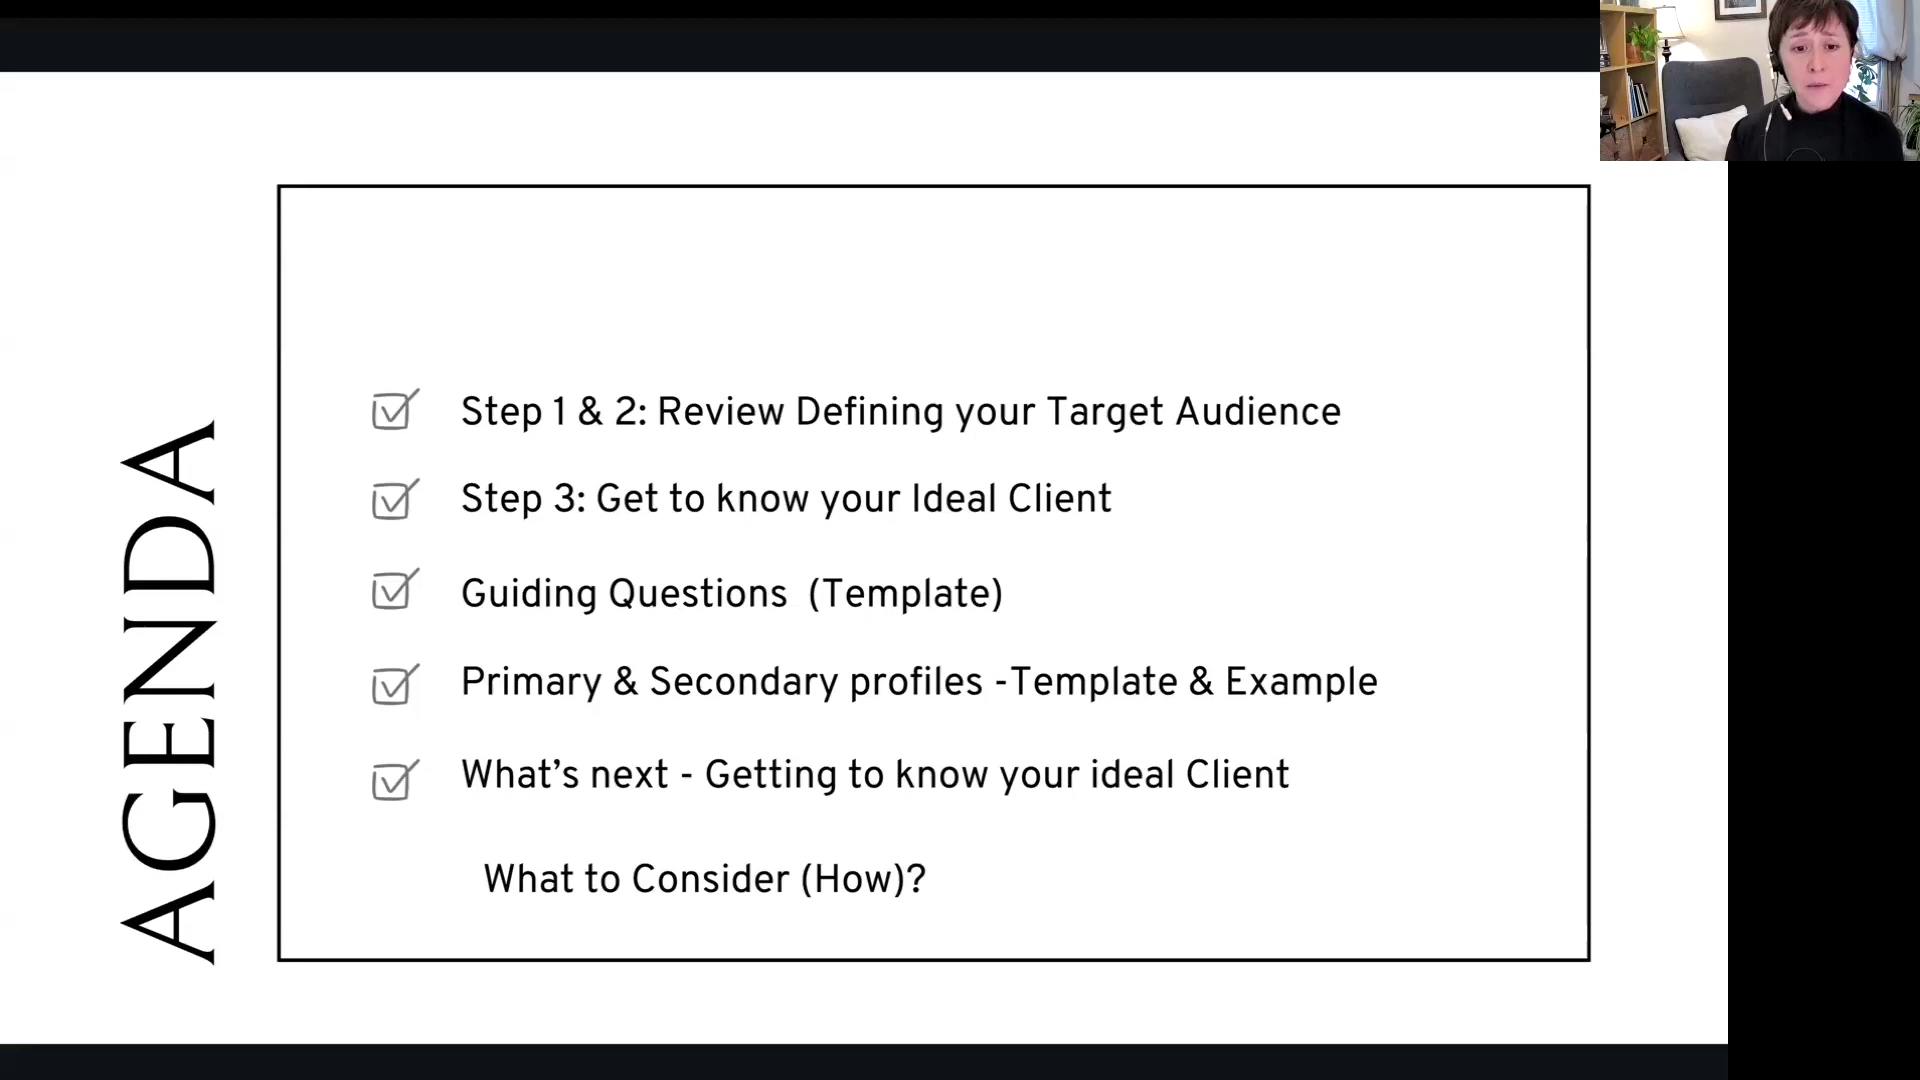 AGENDA
Step 1 & 2: Review Defining your Target Audience
Step 3: Get to know your Ideal Client
Guiding Questions (Template)
Primary & Secondary profiles -Template & Example
What's next - Getting to know your ideal Client
What to Consider (How)?